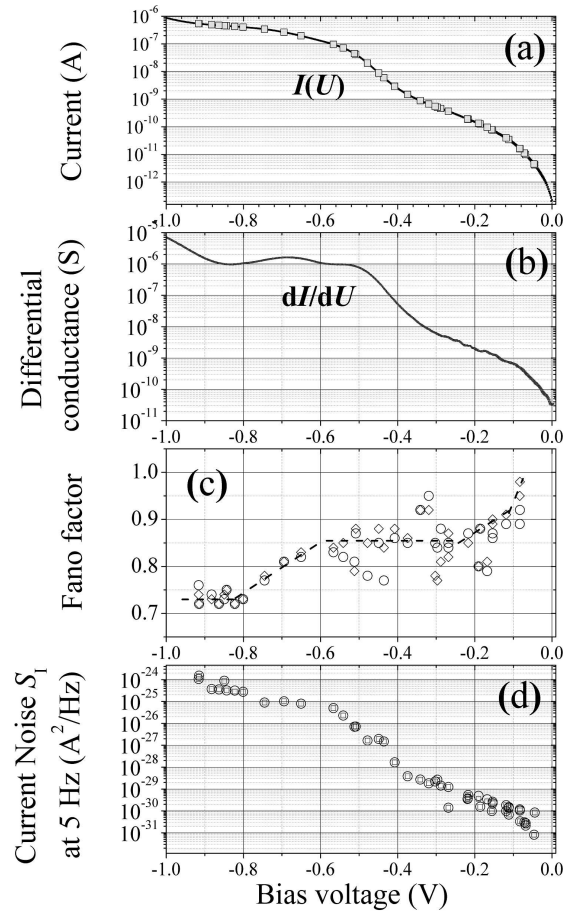 Current (A)
10⁻⁶
10⁻⁷
10⁻⁸
10⁻⁹
10⁻¹⁰
10⁻¹¹
10⁻¹²
(a)
I(U)
-1.0 -0.8 -0.6 -0.4 -0.2 0.0
Differential
conductance (S)
10⁻⁵
10⁻⁶
10⁻⁷
10⁻⁸
10⁻⁹
10⁻¹⁰
10⁻¹¹
(b)
dI/dU
-1.0 -0.8 -0.6 -0.4 -0.2 0.0
Fano factor
1.0
0.9
0.8
0.7
(c)
-1.0 -0.8 -0.6 -0.4 -0.2 0.0
Current Noise S_I
at 5 Hz (A²/Hz)
10⁻²⁴
10⁻²⁵
10⁻²⁶
10⁻²⁷
10⁻²⁸
10⁻²⁹
10⁻³⁰
10⁻³¹
(d)
-1.0 -0.8 -0.6 -0.4 -0.2 0.0
Bias voltage (V)